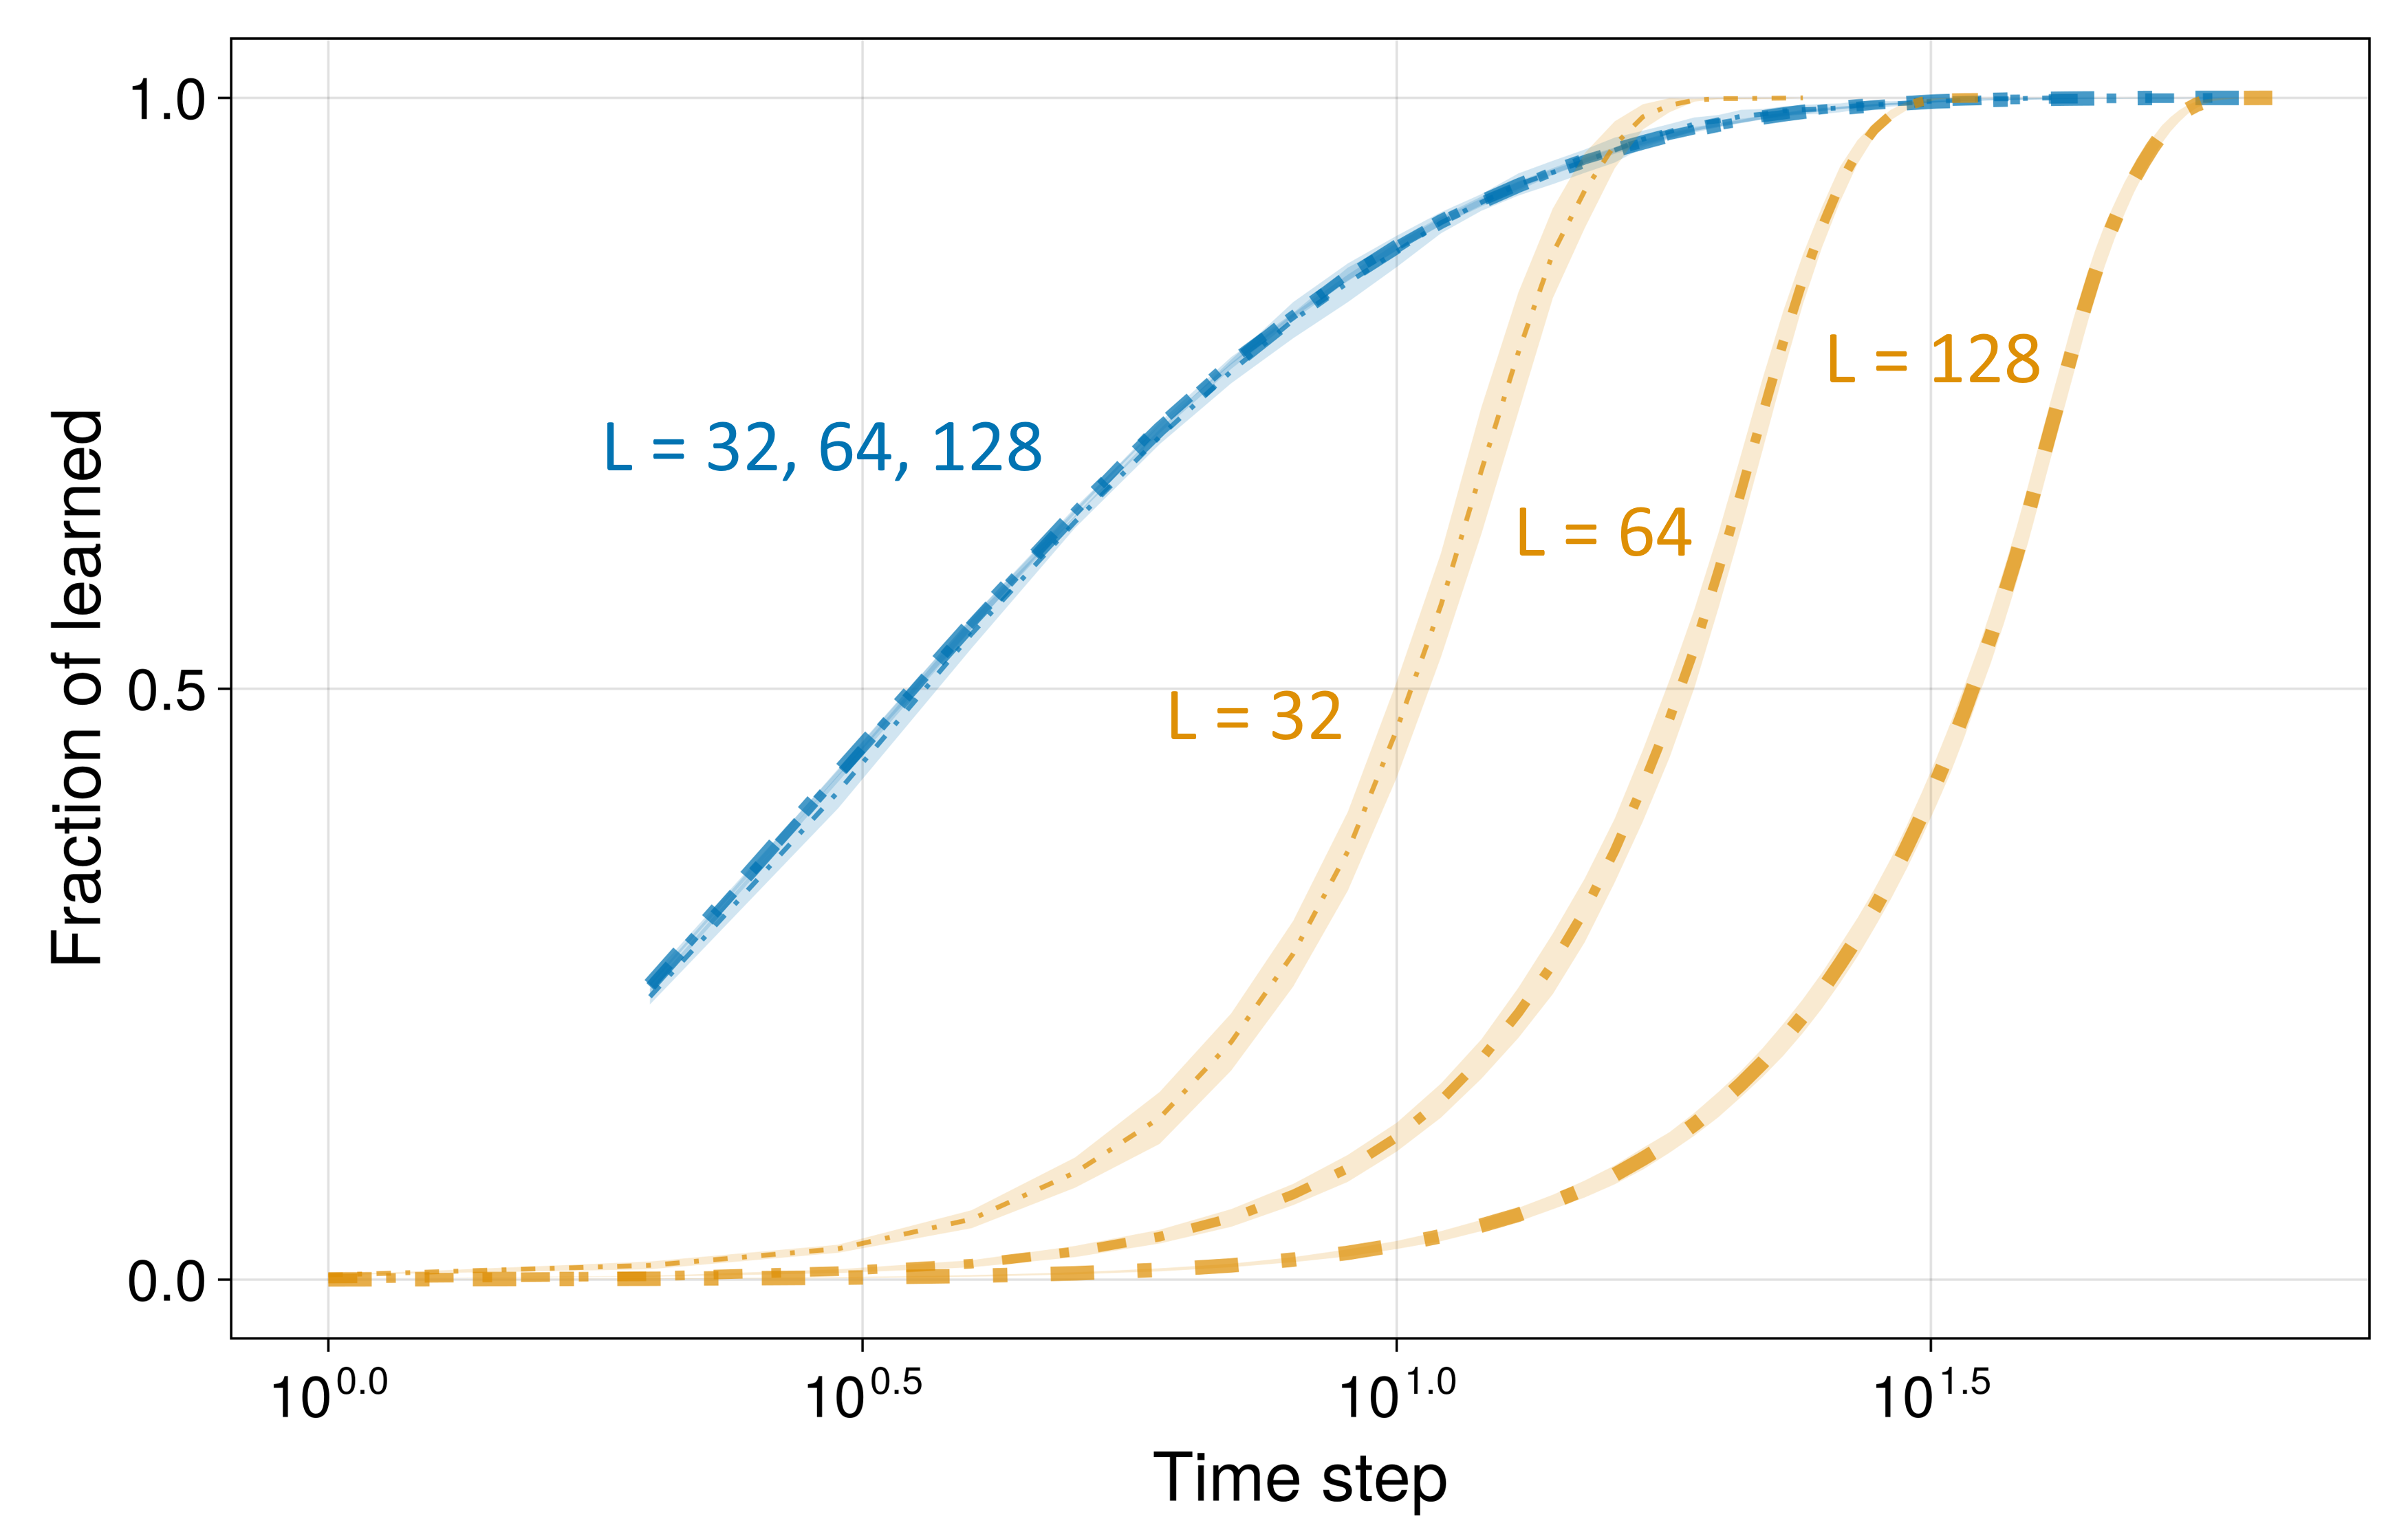 1.0
L = 128
L = 32, 64, 128
L = 64
0.5
L = 32
Fraction of learned
0.0
10^0.0 10^0.5 10^1.0 10^1.5
Time step